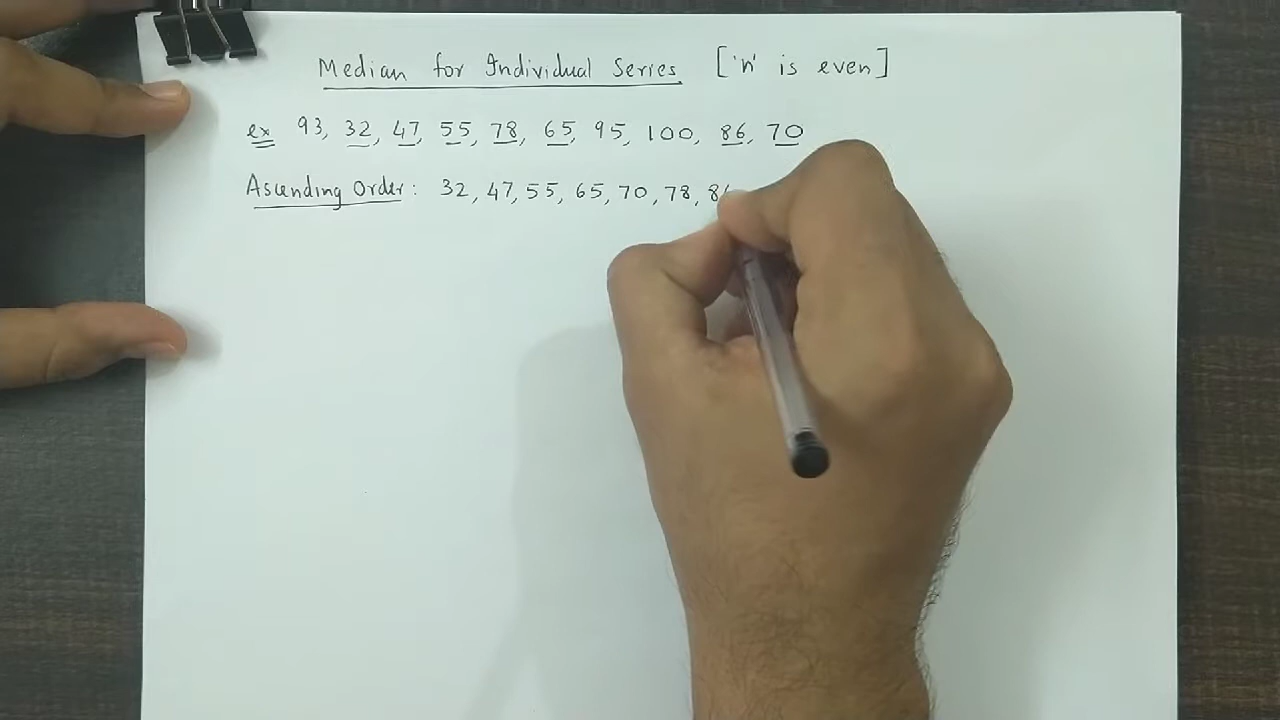 Median for Individual Series ['n' is even]
ex 93, 32, 47, 55, 78, 65, 95, 100, 86, 70
Ascending Order: 32, 47, 55, 65, 70, 78,